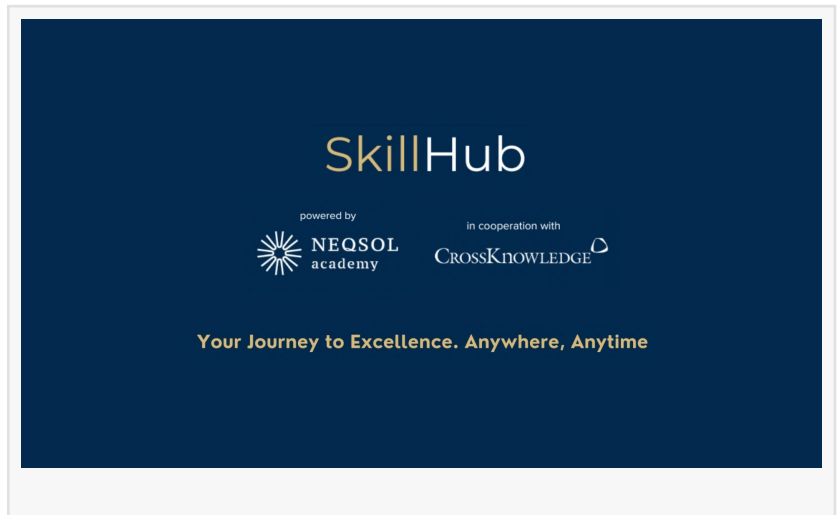 SkillHub
powered by
NEQSOL
academy
in cooperation with
CROSSKNOWLEDGE
Your Journey to Excellence. Anywhere, Anytime